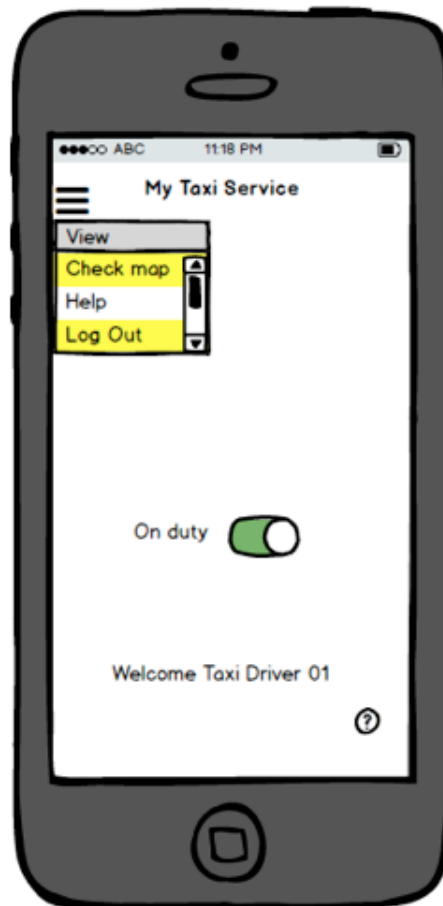 ABC 11:18 PM
My Taxi Service
View
Check map
Help
Log Out
On duty
Welcome Taxi Driver 01
?